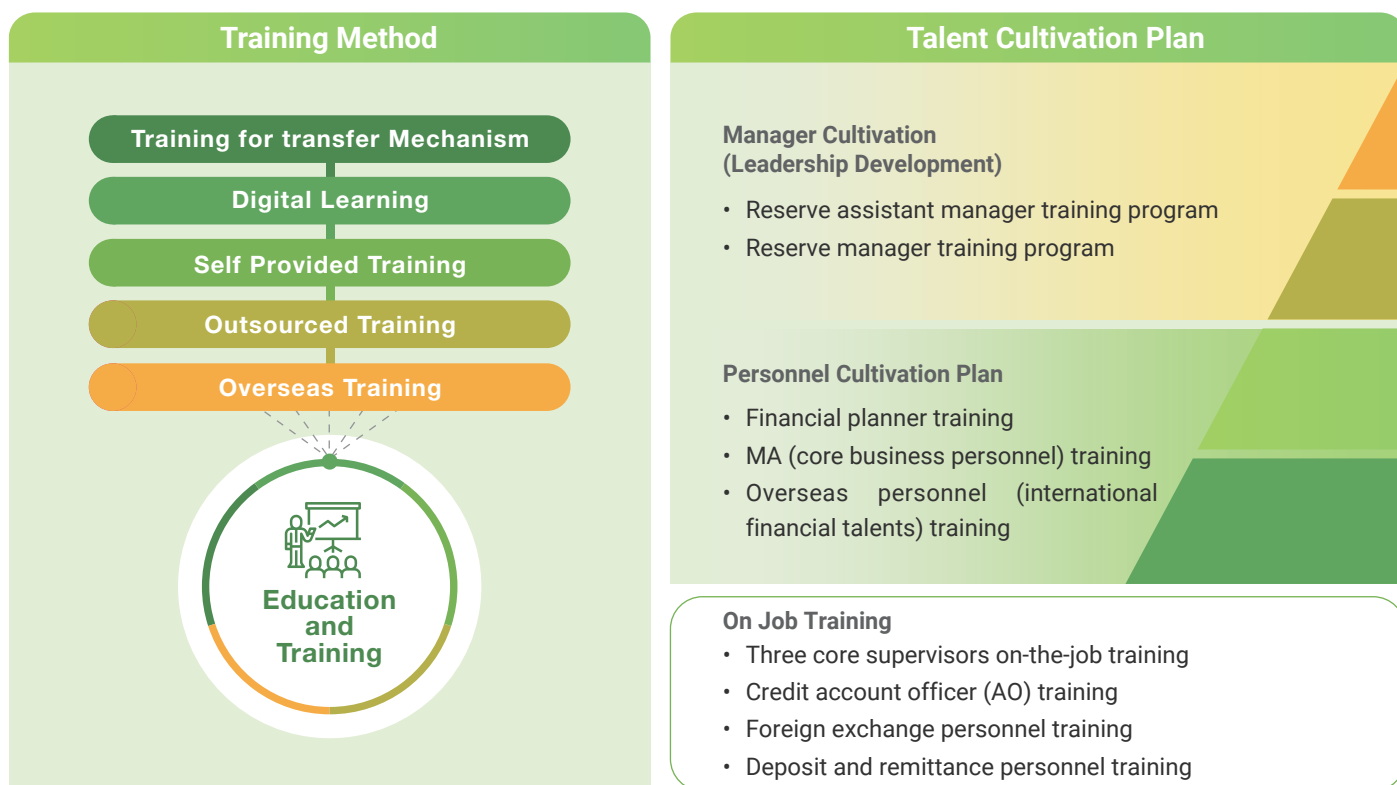 Training Method
Training for transfer Mechanism
Digital Learning
Self Provided Training
Outsourced Training
Overseas Training
Education
and
Training
Talent Cultivation Plan
Manager Cultivation
(Leadership Development)
• Reserve assistant manager training program
• Reserve manager training program
Personnel Cultivation Plan
• Financial planner training
• MA (core business personnel) training
• Overseas personnel (international
financial talents) training
On Job Training
• Three core supervisors on-the-job training
• Credit account officer (AO) training
• Foreign exchange personnel training
• Deposit and remittance personnel training